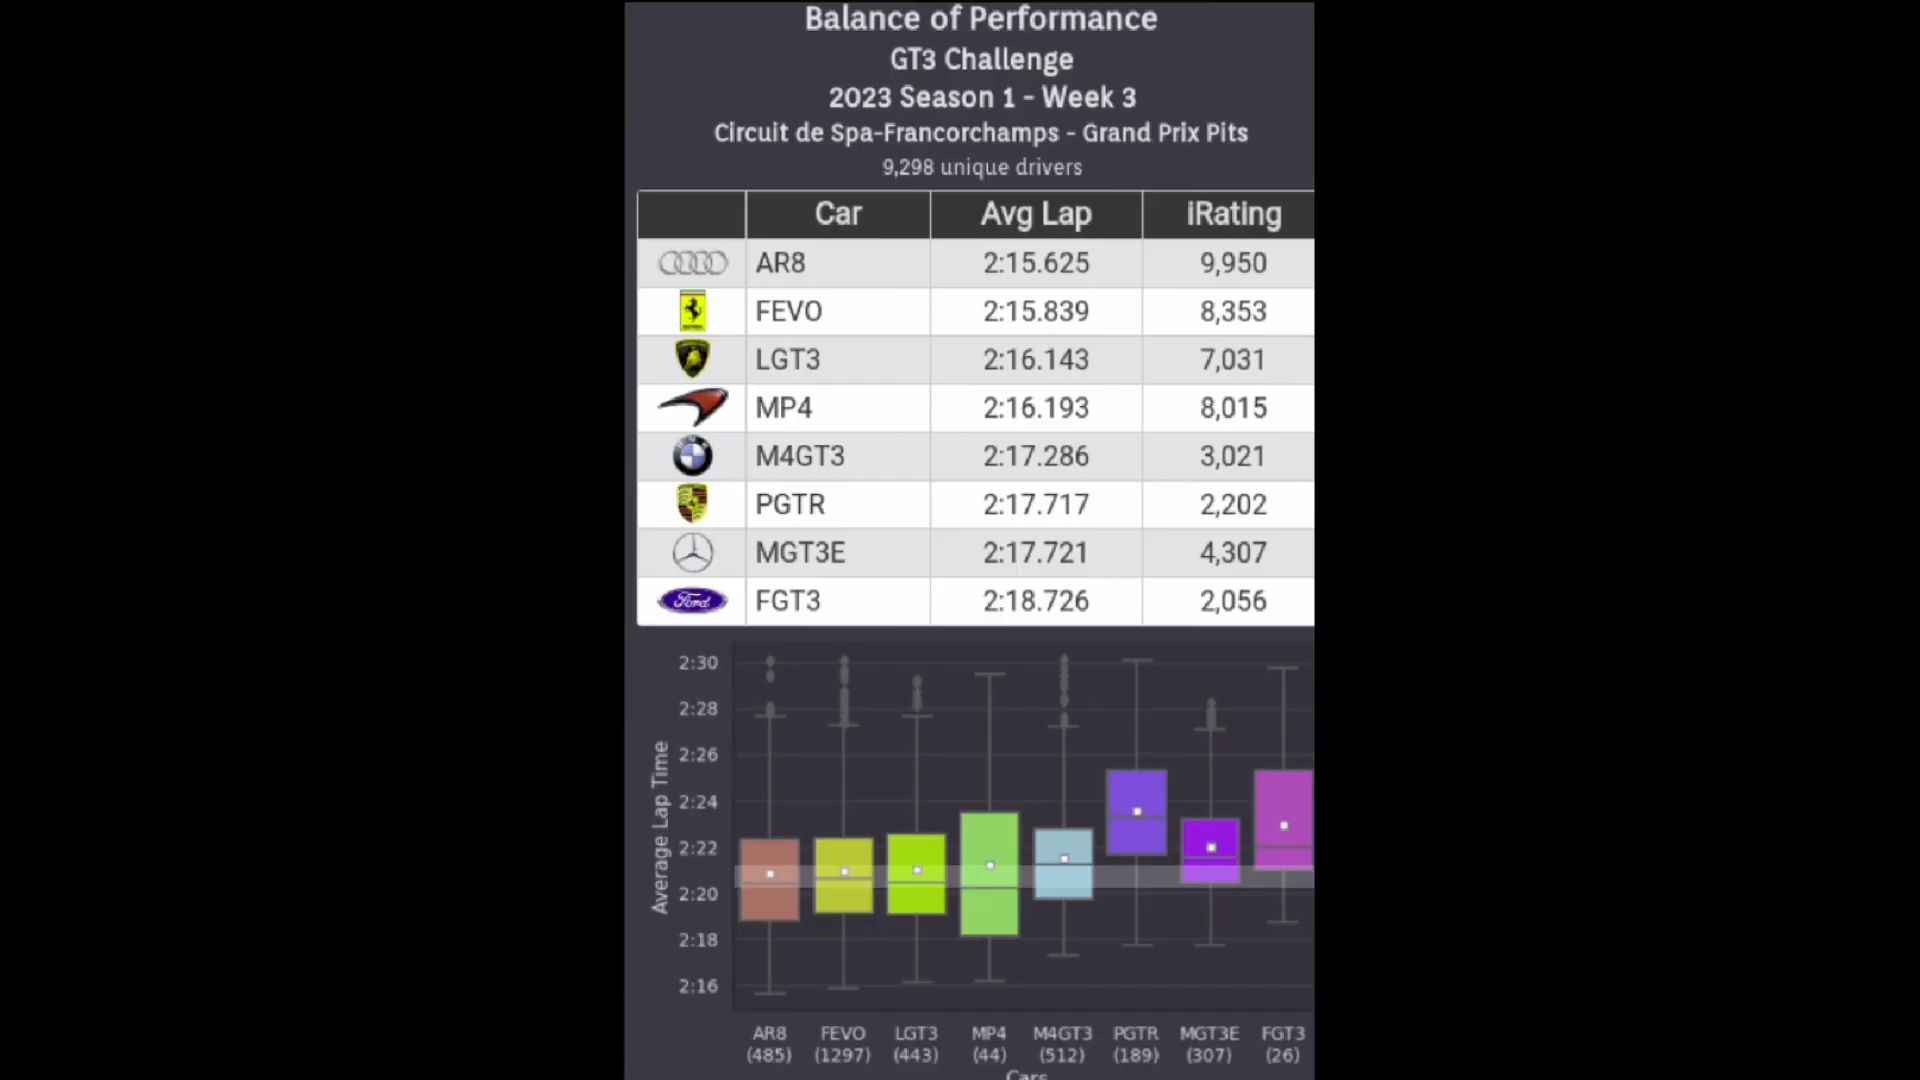 Balance of Performance
GT3 Challenge
2023 Season 1 - Week 3
Circuit de Spa-Francorchamps - Grand Prix Pits
9,298 unique drivers
Car Avg Lap iRating
AR8 2:15.625 9,950
FEVO 2:15.839 8,353
LGT3 2:16.143 7,031
MP4 2:16.193 8,015
M4GT3 2:17.286 3,021
PGTR 2:17.717 2,202
MGT3E 2:17.721 4,307
Ford FGT3 2:18.726 2,056
Average Lap Time
2:30
2:28
2:26
2:24
2:22
2:20
2:18
2:16
AR8 FEVO LGT3 MP4 M4GT3 PGTR MGT3E FGT3
(485) (1297) (443) (44) (512) (189) (307) (26)
Cars